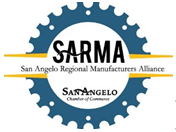 SARMA
San Angelo Regional Manufacturers Alliance
SANANGELO
Chamber of Commerce